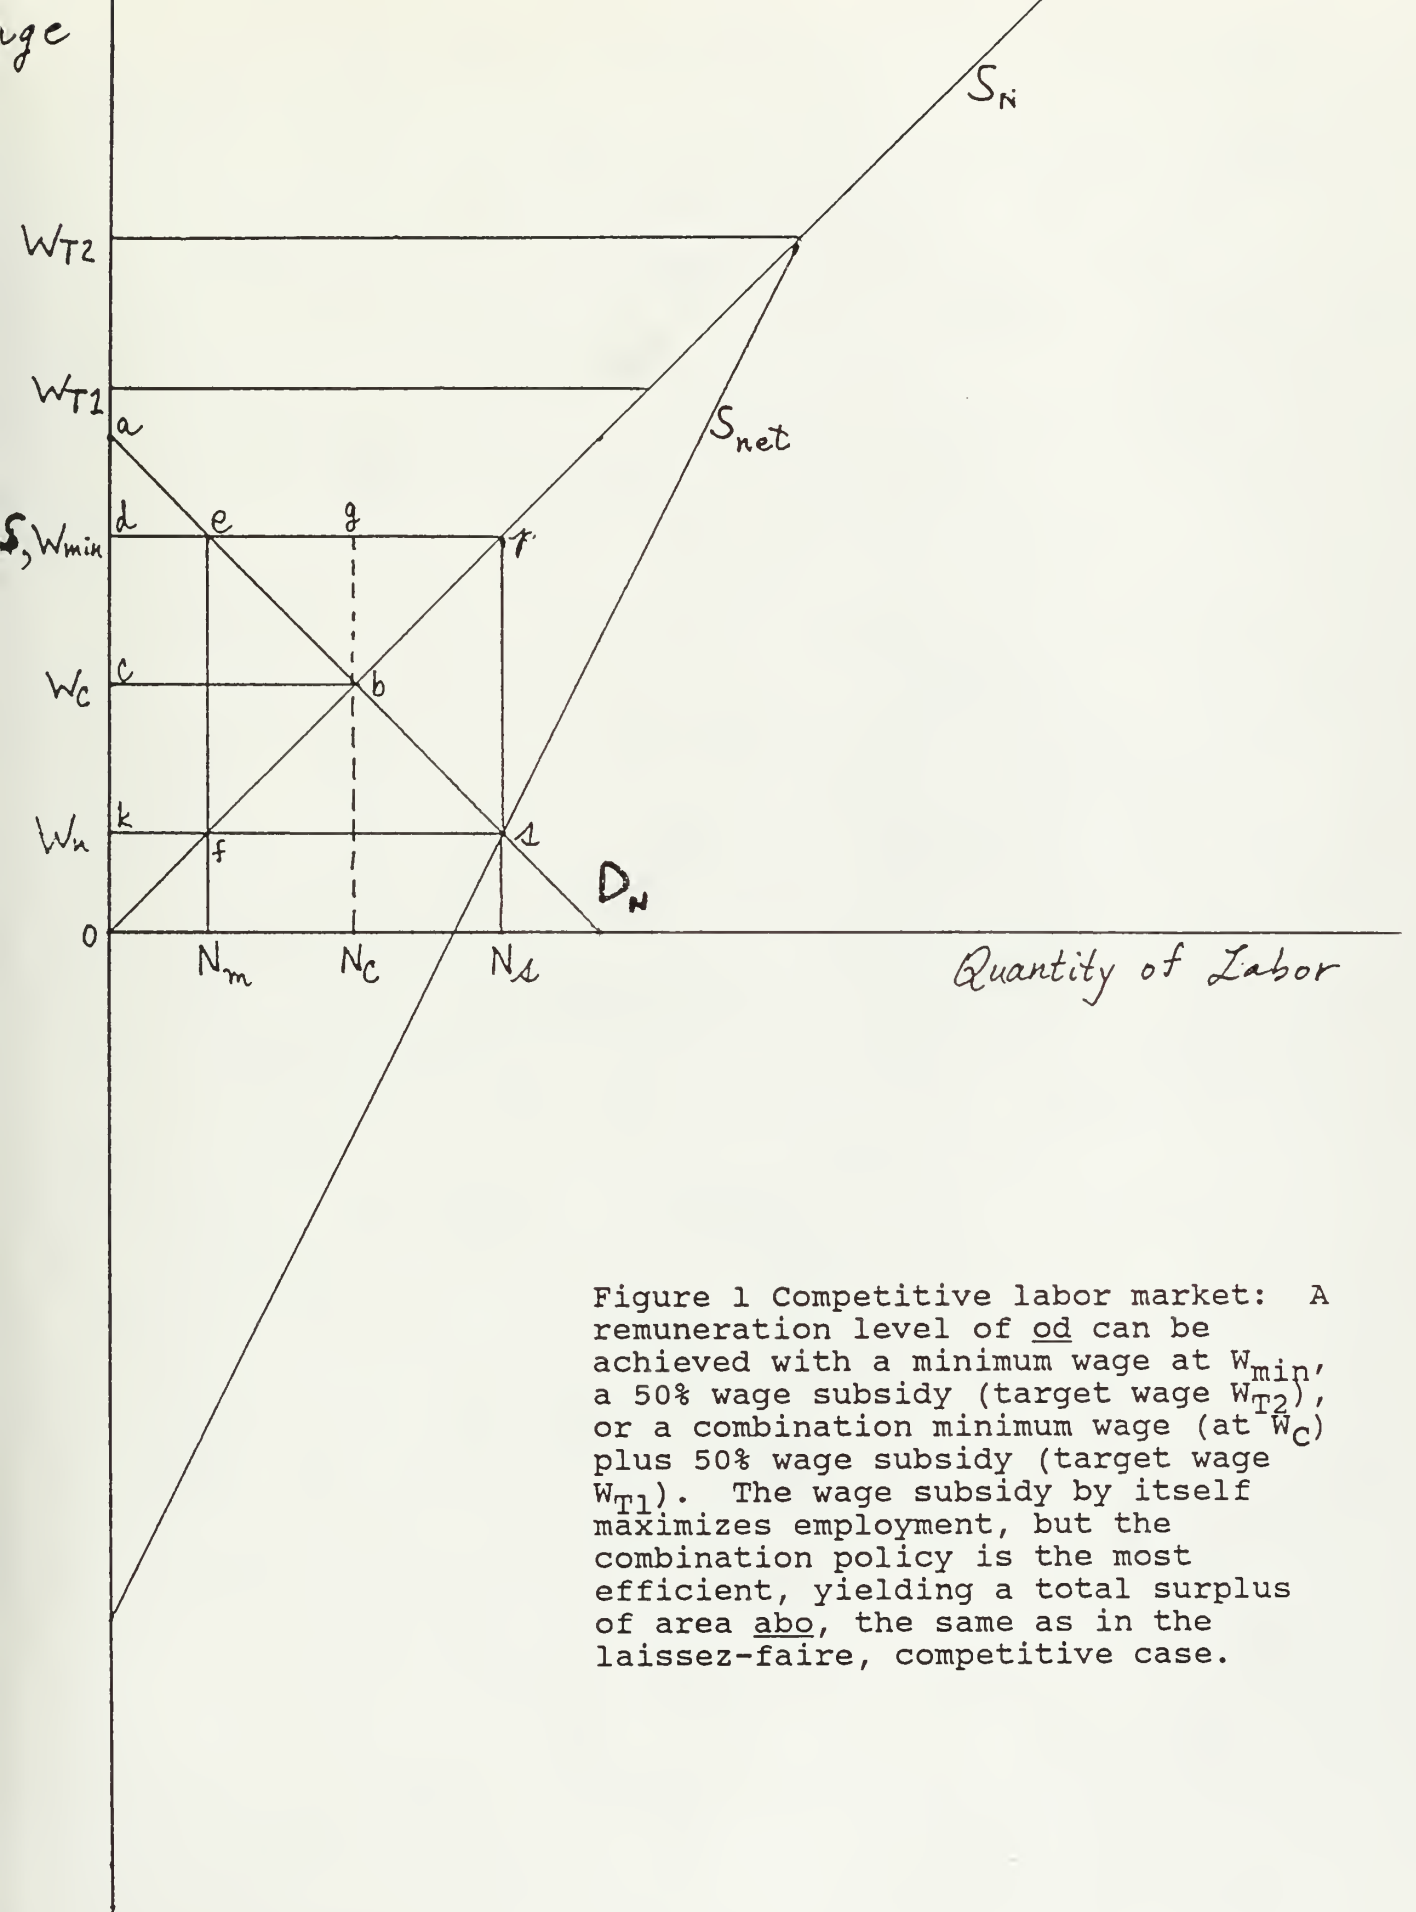 S_N
W_T2
W_T1
a
S_net
d e g r
S, W_min
W_C c b
W_n k f s
D_N
0
N_m N_C N_s
Quantity of Labor
Figure 1 Competitive labor market: A
remuneration level of od can be
achieved with a minimum wage at W_min,
a 50% wage subsidy (target wage W_T2),
or a combination minimum wage (at W_C)
plus 50% wage subsidy (target wage
W_T1). The wage subsidy by itself
maximizes employment, but the
combination policy is the most
efficient, yielding a total surplus
of area abo, the same as in the
laissez-faire, competitive case.